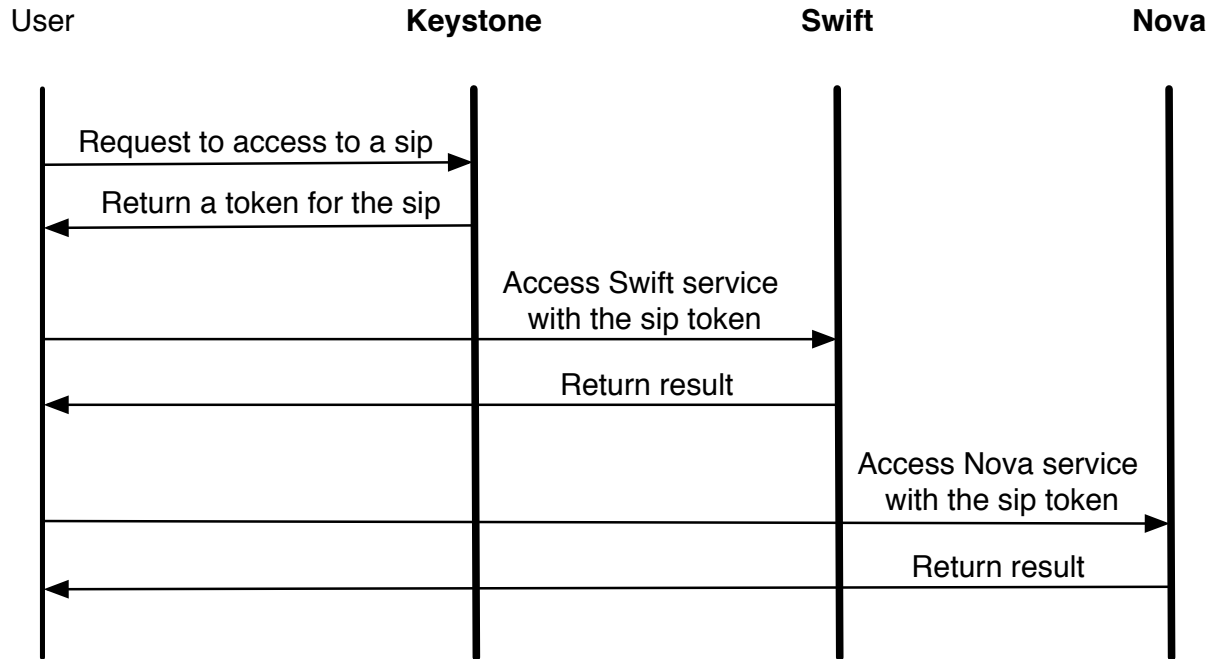 User Keystone Swift Nova
Request to access to a sip
Return a token for the sip
Access Swift service
with the sip token
Return result
Access Nova service
with the sip token
Return result